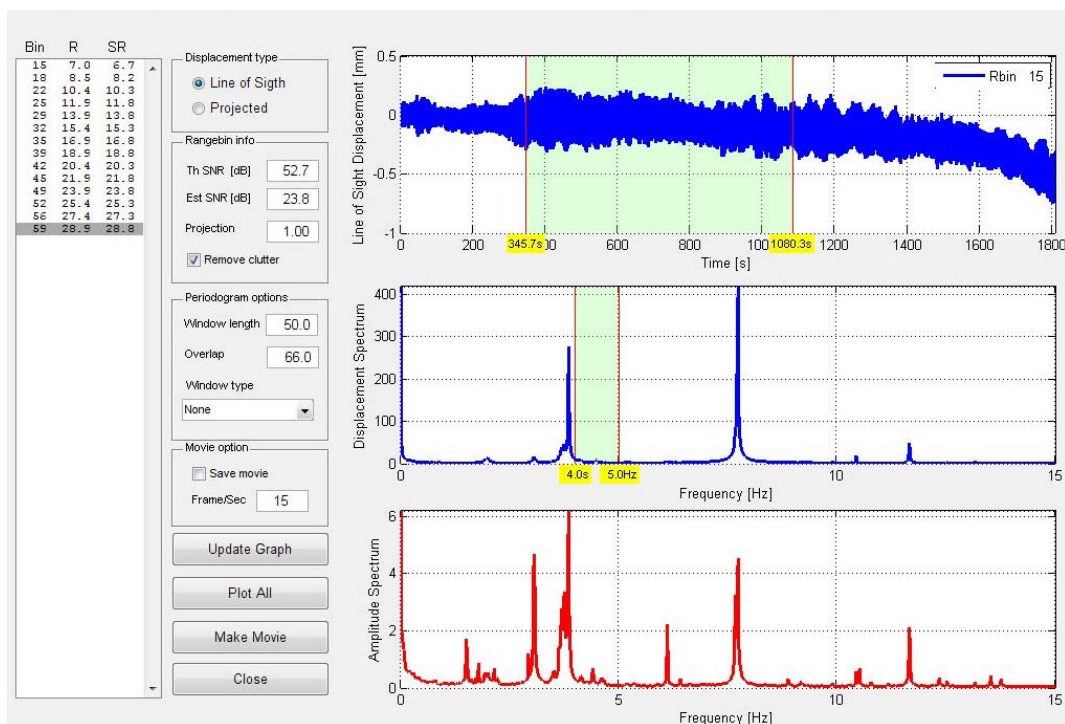 Bin R SR
15 7.0 6.7
18 8.5 8.2
22 10.4 10.3
25 11.9 11.8
29 13.9 13.8
32 15.4 15.3
35 16.9 16.8
39 18.9 18.8
42 20.4 20.3
45 21.9 21.8
49 23.9 23.8
52 25.4 25.3
56 27.4 27.3
59 28.9 28.8
Displacement type
Line of Sigth
Projected
Rangebin info
Th SNR [dB] 52.7
Est SNR [dB] 23.8
Projection 1.00
Remove clutter
Periodogram options
Window length 50.0
Overlap 66.0
Window type
None
Movie option
Save movie
Frame/Sec 15
Update Graph
Plot All
Make Movie
Close
Line of Sight Displacement [mm]
0.5
0
-0.5
-1
Rbin 15
0 200 400 600 800 1000 1200 1400 1600 1800
345.7s 1080.3s
Time [s]
Displacement Spectrum
400
300
200
100
0
0 5 10 15
4.0s 5.0Hz
Frequency [Hz]
Amplitude Spectrum
6
4
2
0
0 5 10 15
Frequency [Hz]